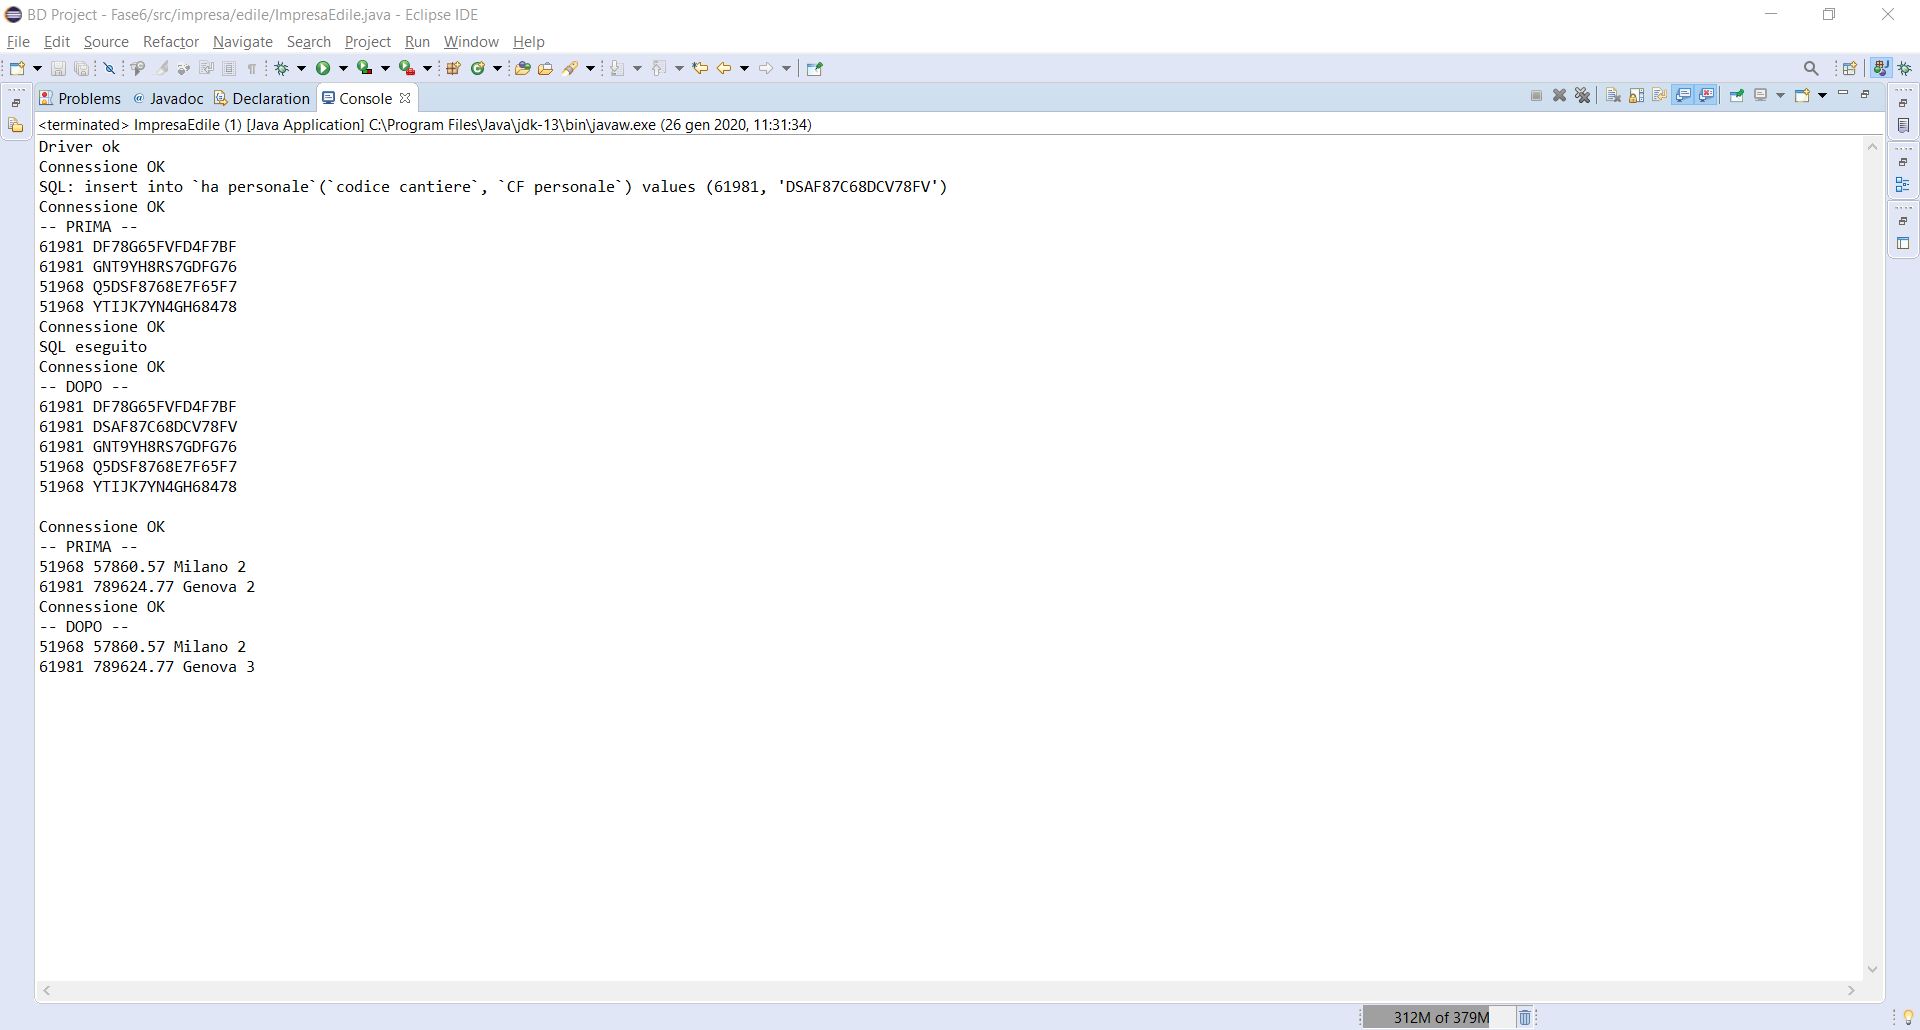 BD Project - Fase6/src/impresa/edile/ImpresaEdile.java - Eclipse IDE
File Edit Source Refactor Navigate Search Project Run Window Help
Problems @ Javadoc Declaration Console
<terminated> ImpresaEdile (1) [Java Application] C:\Program Files\Java\jdk-13\bin\javaw.exe (26 gen 2020, 11:31:34)
Driver ok
Connessione OK
SQL: insert into `ha personale`(`codice cantiere`, `CF personale`) values (61981, 'DSAF87C68DCV78FV')
Connessione OK
-- PRIMA --
61981 DF78G65FVFD4F7BF
61981 GNT9YH8RS7GDFG76
51968 Q5DSF8768E7F65F7
51968 YTIJK7YN4GH68478
Connessione OK
SQL eseguito
Connessione OK
-- DOPO --
61981 DF78G65FVFD4F7BF
61981 DSAF87C68DCV78FV
61981 GNT9YH8RS7GDFG76
51968 Q5DSF8768E7F65F7
51968 YTIJK7YN4GH68478
Connessione OK
-- PRIMA --
51968 57860.57 Milano 2
61981 789624.77 Genova 2
Connessione OK
-- DOPO --
51968 57860.57 Milano 2
61981 789624.77 Genova 3
312M of 379M